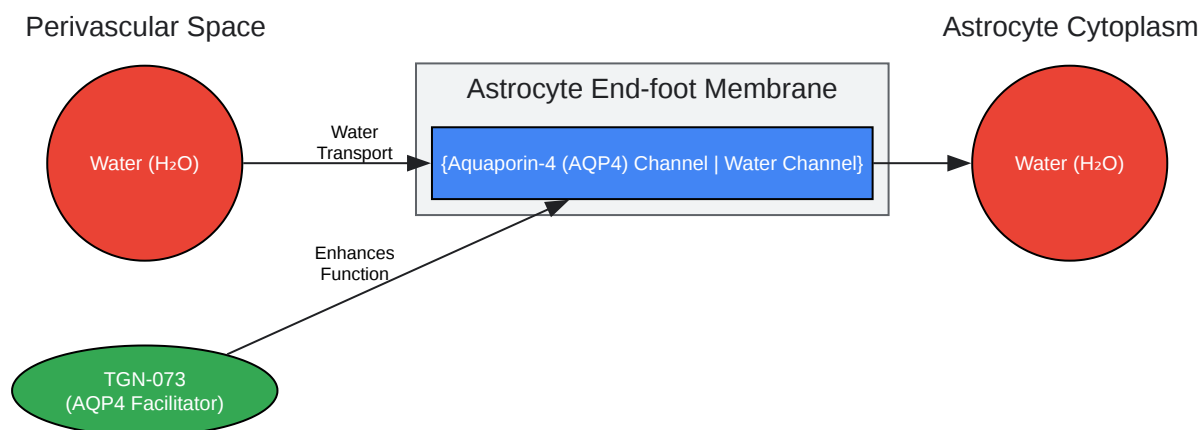 Perivascular Space
Astrocyte Cytoplasm
Astrocyte End-foot Membrane
Water (H₂O)
Water
Transport
{Aquaporin-4 (AQP4) Channel | Water Channel}
Water (H₂O)
Enhances
Function
TGN-073
(AQP4 Facilitator)